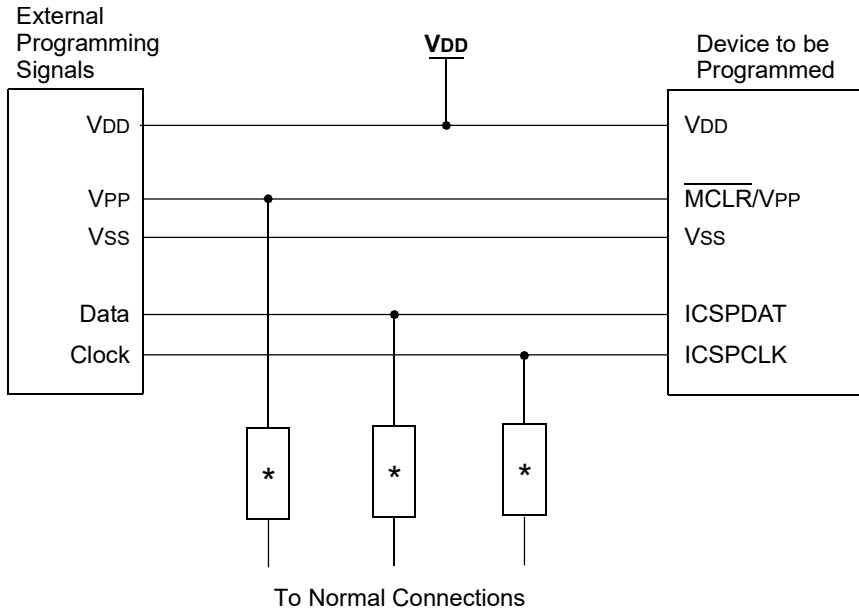 External
Programming
Signals
VDD
Device to be
Programmed
VDD
VDD
VPP
MCLR/VPP
VSS
VSS
Data
ICSPDAT
Clock
ICSPCLK
*
*
*
To Normal Connections